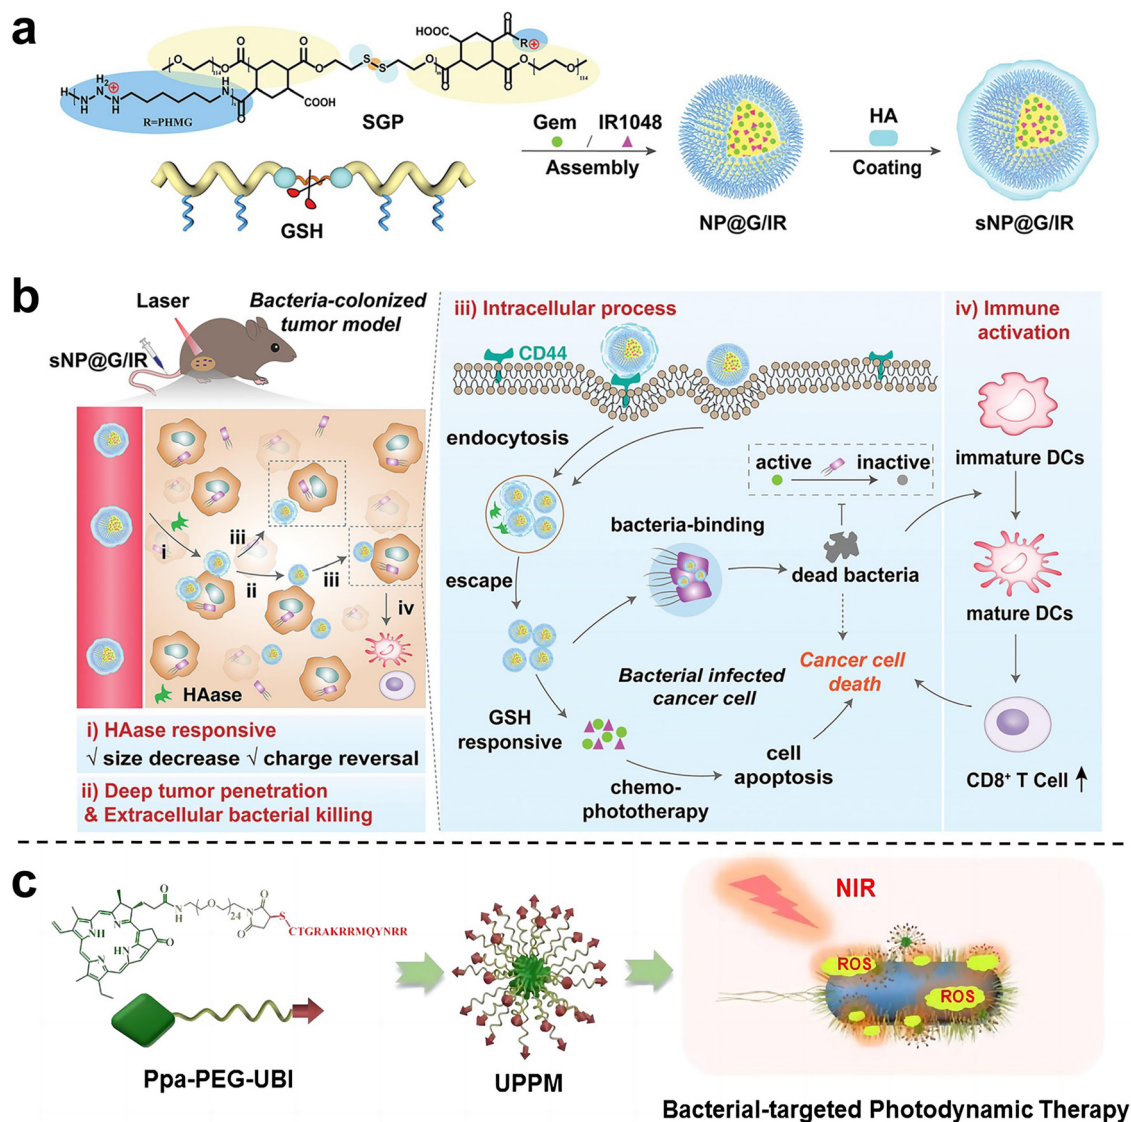 a
HOOC
O
O
O
O
O
O
R⊕
O
O
114
O
O
O
S
S
O
O
O
O
114
H2
N
N
H
⊕
N
H
H
N
O
COOH
O
R=PHMG
SGP
GSH
Gem / IR1048
Assembly
NP@G/IR
HA
Coating
sNP@G/IR
b
Laser
Bacteria-colonized
tumor model
sNP@G/IR
i
iii
ii
iii
iv
HAase
i) HAase responsive
√ size decrease √ charge reversal
ii) Deep tumor penetration
& Extracellular bacterial killing
iii) Intracellular process
CD44
endocytosis
active
inactive
bacteria-binding
escape
dead bacteria
Bacterial infected
cancer cell
Cancer cell
death
GSH
responsive
cell
apoptosis
chemo-
phototherapy
iv) Immune
activation
immature DCs
mature DCs
CD8+ T Cell
c
O
N
H
O
24
N
O
O
S
CTGRAKRRMQYNRR
N
NH
HN
N
O
Ppa-PEG-UBI
UPPM
NIR
ROS
ROS
Bacterial-targeted Photodynamic Therapy